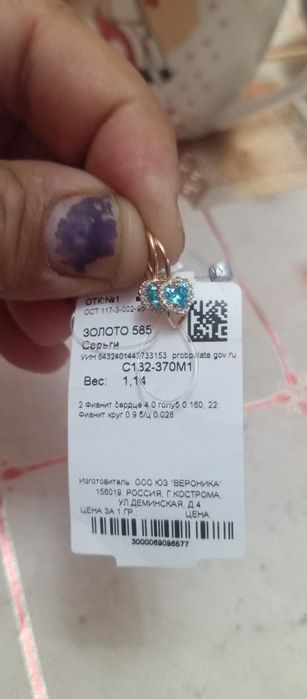 ОТК:№1
ОСТ 117-3-002-95
ЗОЛОТО 585
Серьги
УИН 6432401447733153 probpalata.gov.ru
С132-370М1
Вес: 1,14
2 Фианит сердце 4.0 голуб 0.160, 22
Фианит круг 0.9 б/ц 0.028
Изготовитель ООО ЮЗ "ВЕРОНИКА"
156019, РОССИЯ, Г.КОСТРОМА,
УЛ.ДЕМИНСКАЯ, Д.4
ЦЕНА ЗА 1 ГР. ЦЕНА
3000069096577